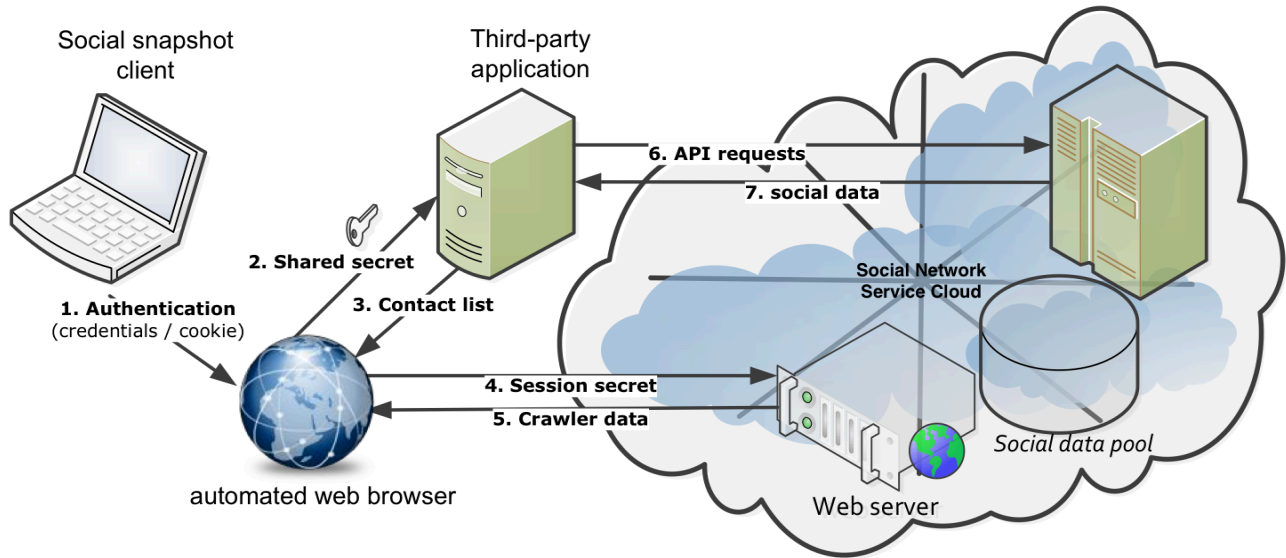 Social snapshot
client
Third-party
application
6. API requests
7. social data
2. Shared secret
Social Network
Service Cloud
1. Authentication
(credentials / cookie)
3. Contact list
4. Session secret
5. Crawler data
Social data pool
automated web browser
Web server